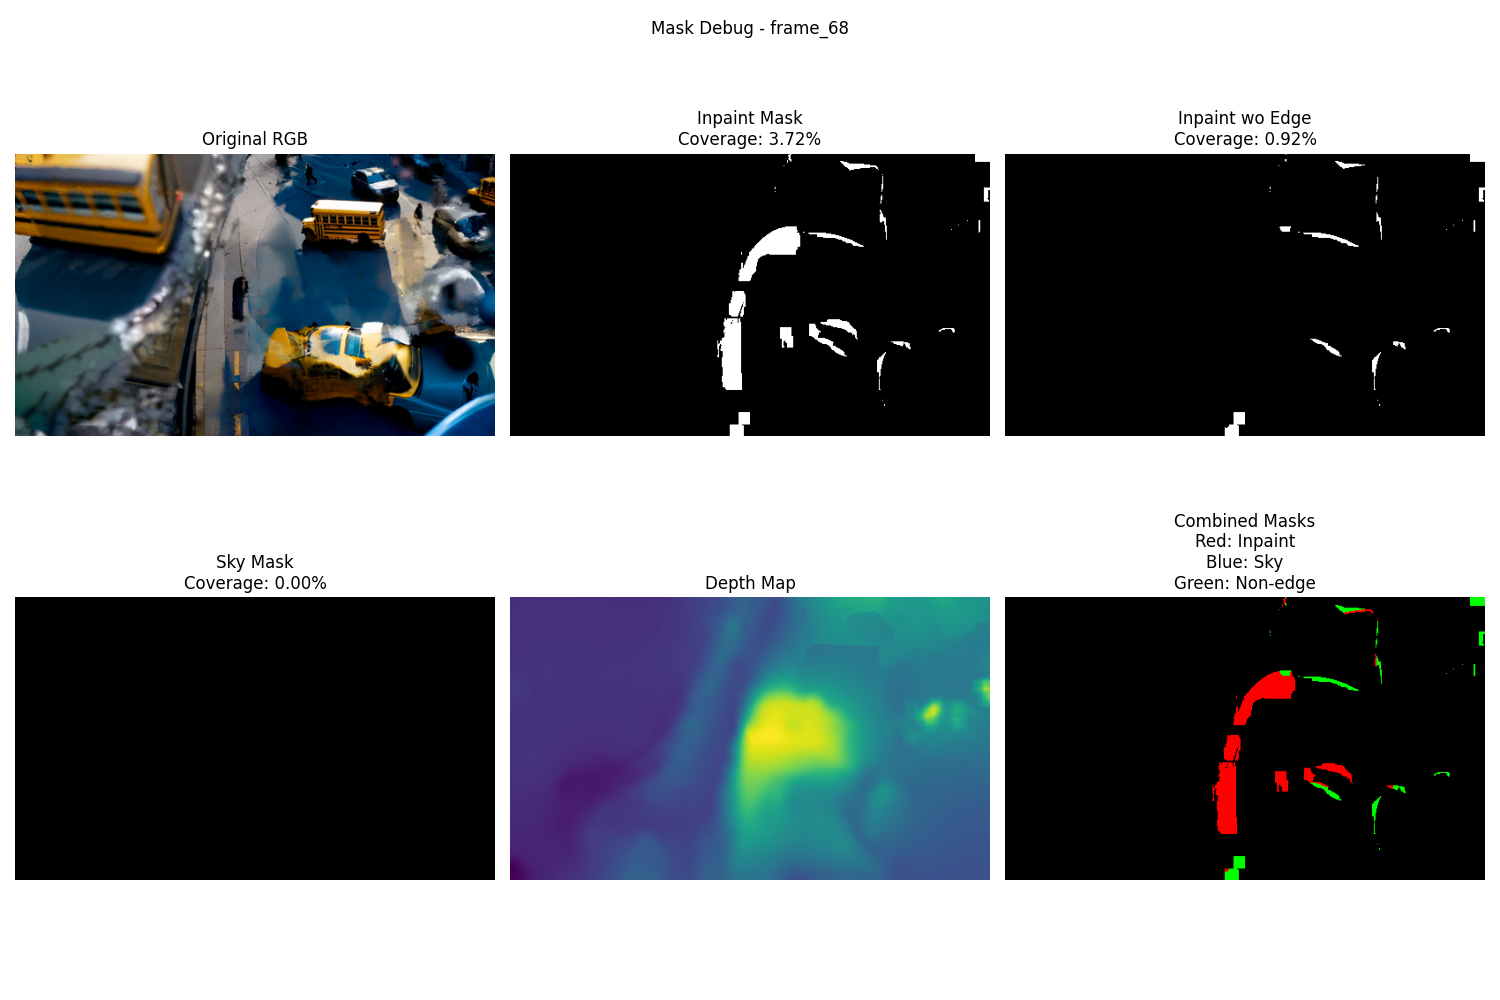 Mask Debug - frame_68
Original RGB
Inpaint Mask
Coverage: 3.72%
Inpaint wo Edge
Coverage: 0.92%
Sky Mask
Coverage: 0.00%
Depth Map
Combined Masks
Red: Inpaint
Blue: Sky
Green: Non-edge